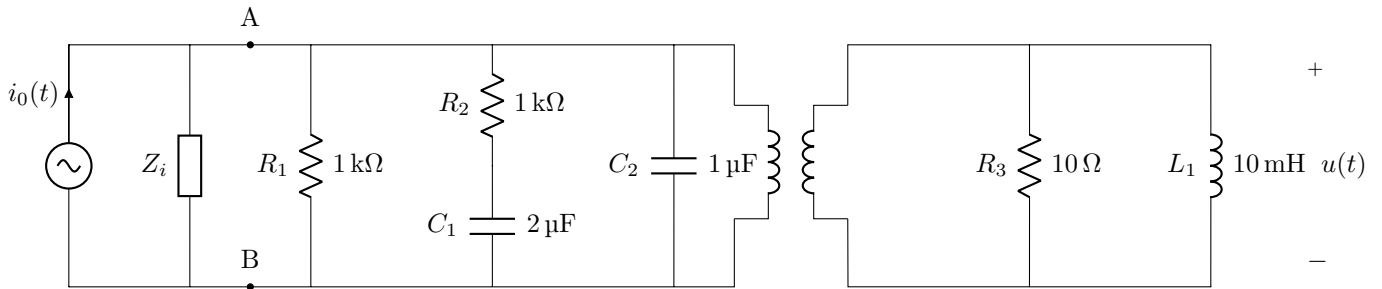 A
+
i₀(t)
R₂ 1 kΩ
Zᵢ
R₁ 1 kΩ
C₂ 1 µF
R₃ 10 Ω
L₁ 10 mH u(t)
C₁ 2 µF
B
−